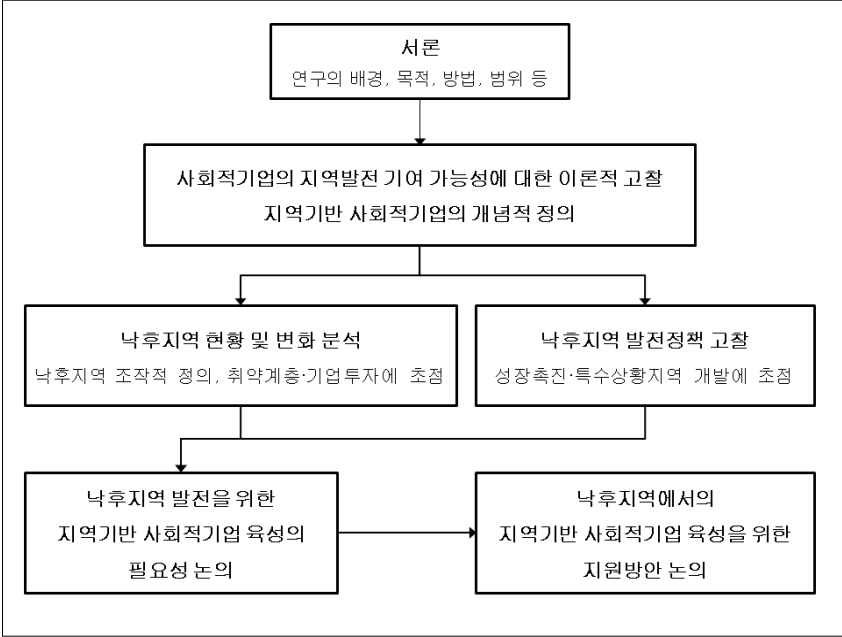 서론
연구의 배경, 목적, 방법, 범위 등
사회적기업의 지역발전 기여 가능성에 대한 이론적 고찰
지역기반 사회적기업의 개념적 정의
낙후지역 현황 및 변화 분석
낙후지역 조작적 정의, 취약계층·기업투자에 초점
낙후지역 발전정책 고찰
성장촉진·특수상황지역 개발에 초점
낙후지역 발전을 위한
지역기반 사회적기업 육성의
필요성 논의
낙후지역에서의
지역기반 사회적기업 육성을 위한
지원방안 논의